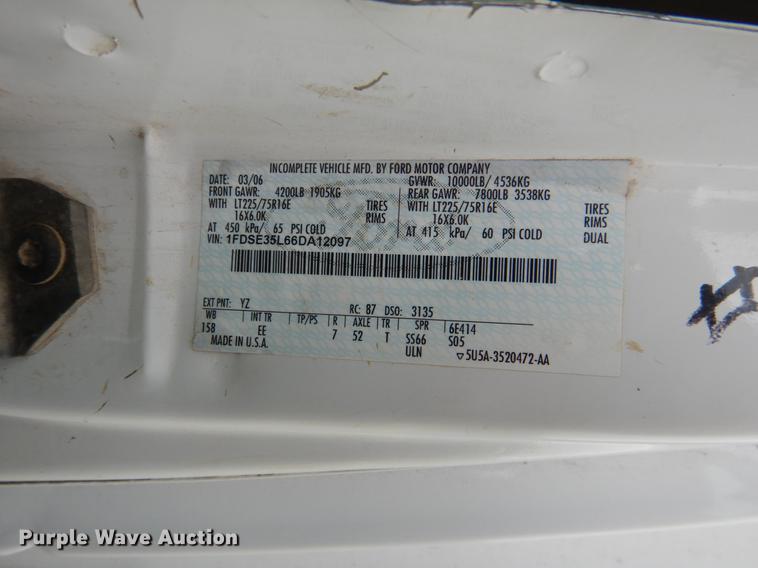 INCOMPLETE VEHICLE MFD. BY FORD MOTOR COMPANY
DATE: 03/06 GVWR: 10000LB/ 4536KG
FRONT GAWR: 4200LB 1905KG REAR GAWR: 7800LB 3538KG
WITH LT225/75R16E TIRES WITH LT225/75R16E TIRES
16X6.0K RIMS 16X6.0K RIMS
AT 450 kPa/ 65 PSI COLD AT 415 kPa/ 60 PSI COLD DUAL
VIN: 1FDSE35L66DA12097
EXT PNT: YZ RC: 87 DSO: 3135
WB INT TR TP/PS R AXLE TR SPR 6E414
158 EE 7 52 T SS66 S05
MADE IN U.S.A. ULN ▽5U5A-3520472-AA
Purple Wave Auction